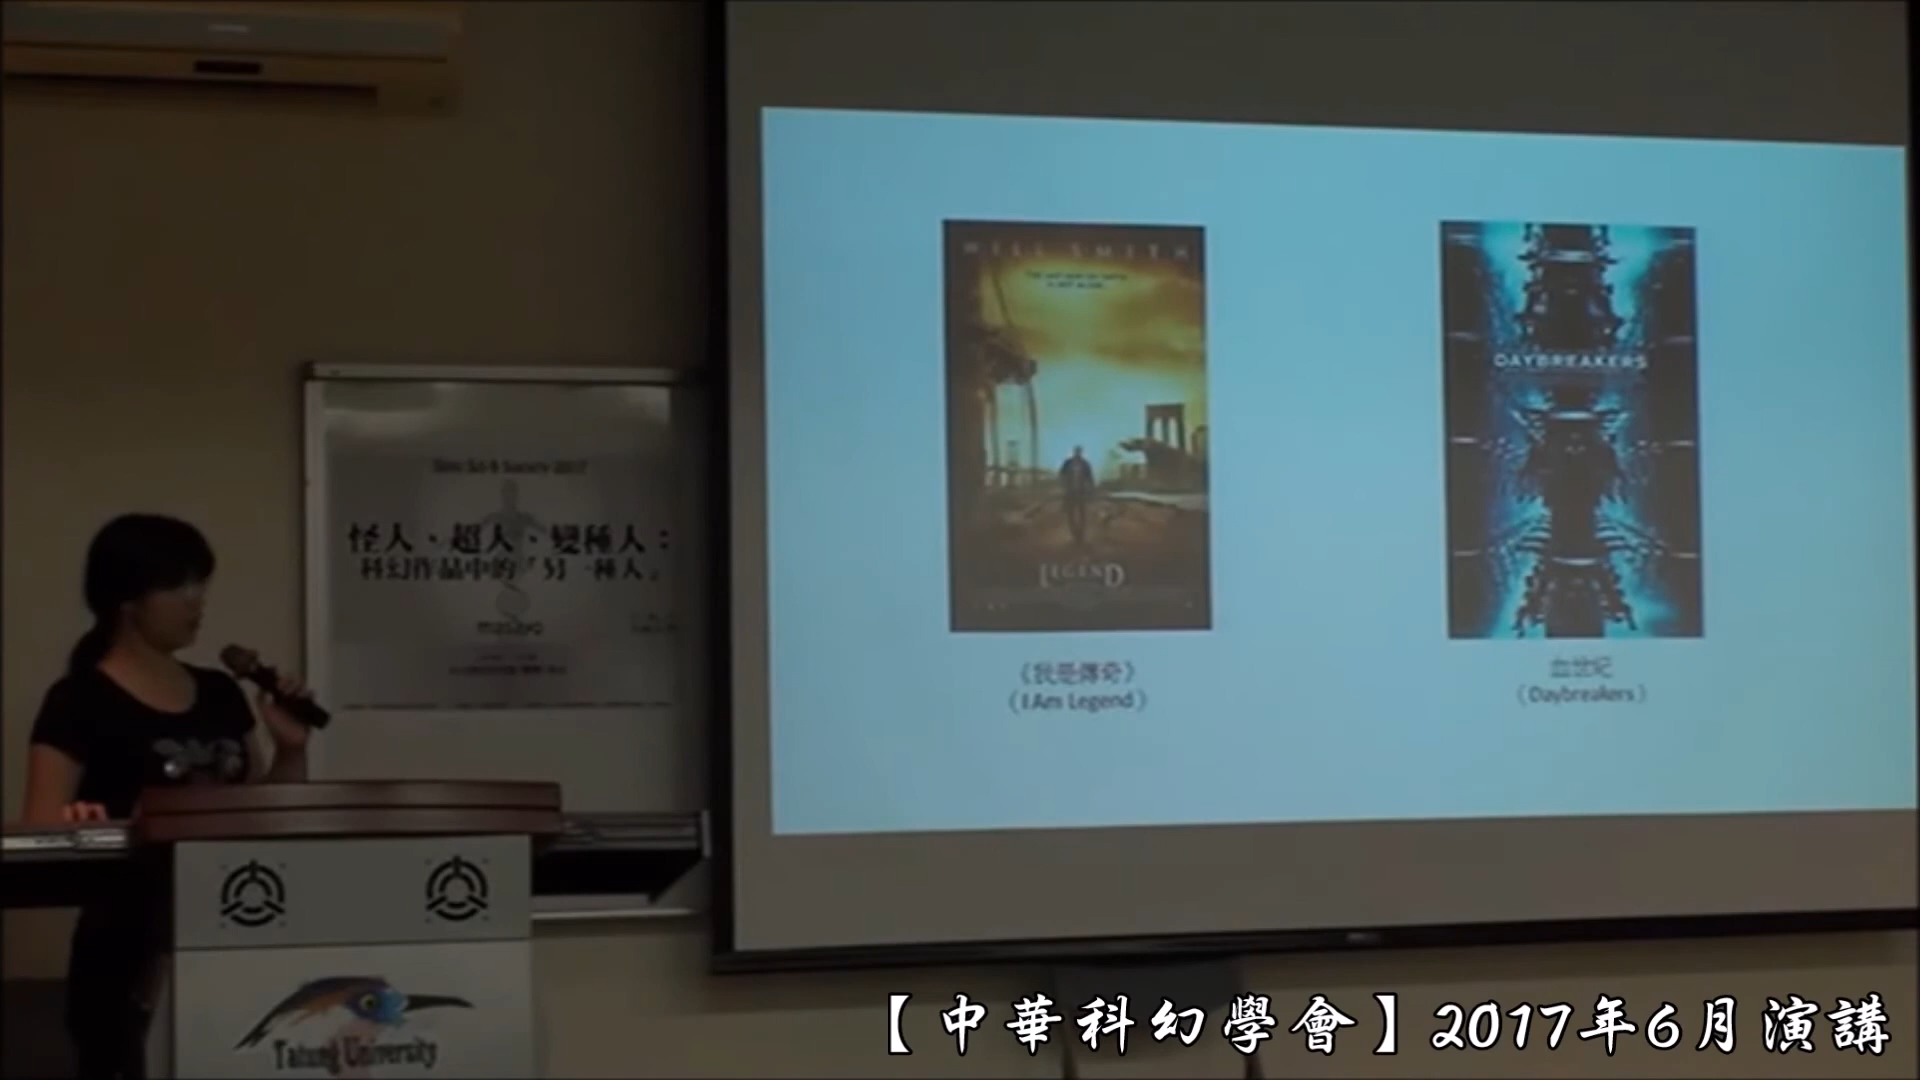 WILL SMITH
LEGEND
《我是傳奇》
（I Am Legend）
DAYBREAKERS
血世紀
（Daybreakers）
怪人、超人、變種人：
科幻作品中的「另一種人」
masayo
Tatung University
【中華科幻學會】2017年6月演講